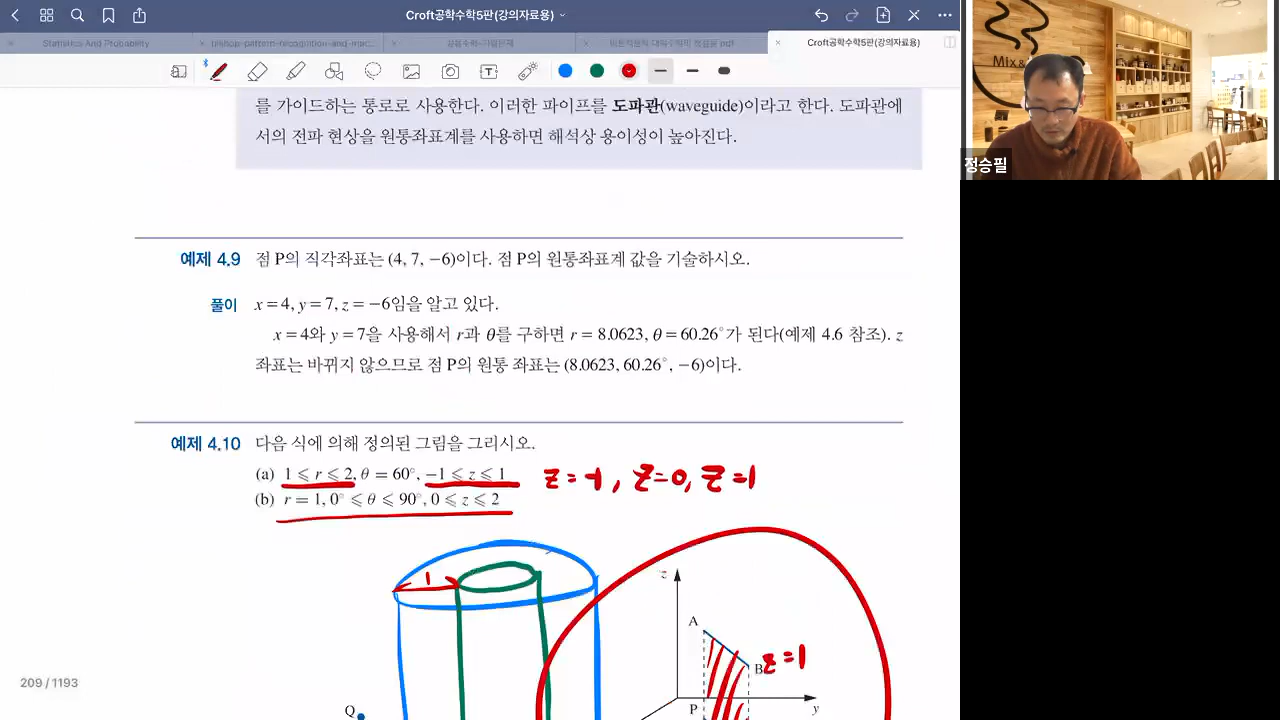 Croft공학수학5판(강의자료용)
Statistics And Probability
Croft공학수학5판(강의자료용)
Mix &
정승필
를 가이드하는 통로로 사용한다. 이러한 파이프를 도파관(waveguide)이라고 한다. 도파관에
서의 전파 현상을 원통좌표계를 사용하면 해석상 용이성이 높아진다.
예제 4.9 점 P의 직각좌표는 (4, 7, −6)이다. 점 P의 원통좌표계 값을 기술하시오.
풀이 x = 4, y = 7, z = −6임을 알고 있다.
x = 4와 y = 7을 사용해서 r과 θ를 구하면 r = 8.0623, θ = 60.26°가 된다(예제 4.6 참조). z
좌표는 바뀌지 않으므로 점 P의 원통 좌표는 (8.0623, 60.26°, −6)이다.
예제 4.10 다음 식에 의해 정의된 그림을 그리시오.
(a) 1 ⩽ r ⩽ 2, θ = 60°, −1 ⩽ z ⩽ 1 z=-1, z=0, z=1
(b) r = 1, 0° ⩽ θ ⩽ 90°, 0 ⩽ z ⩽ 2
1
z
A
B z=1
P
y
Q
209 / 1193